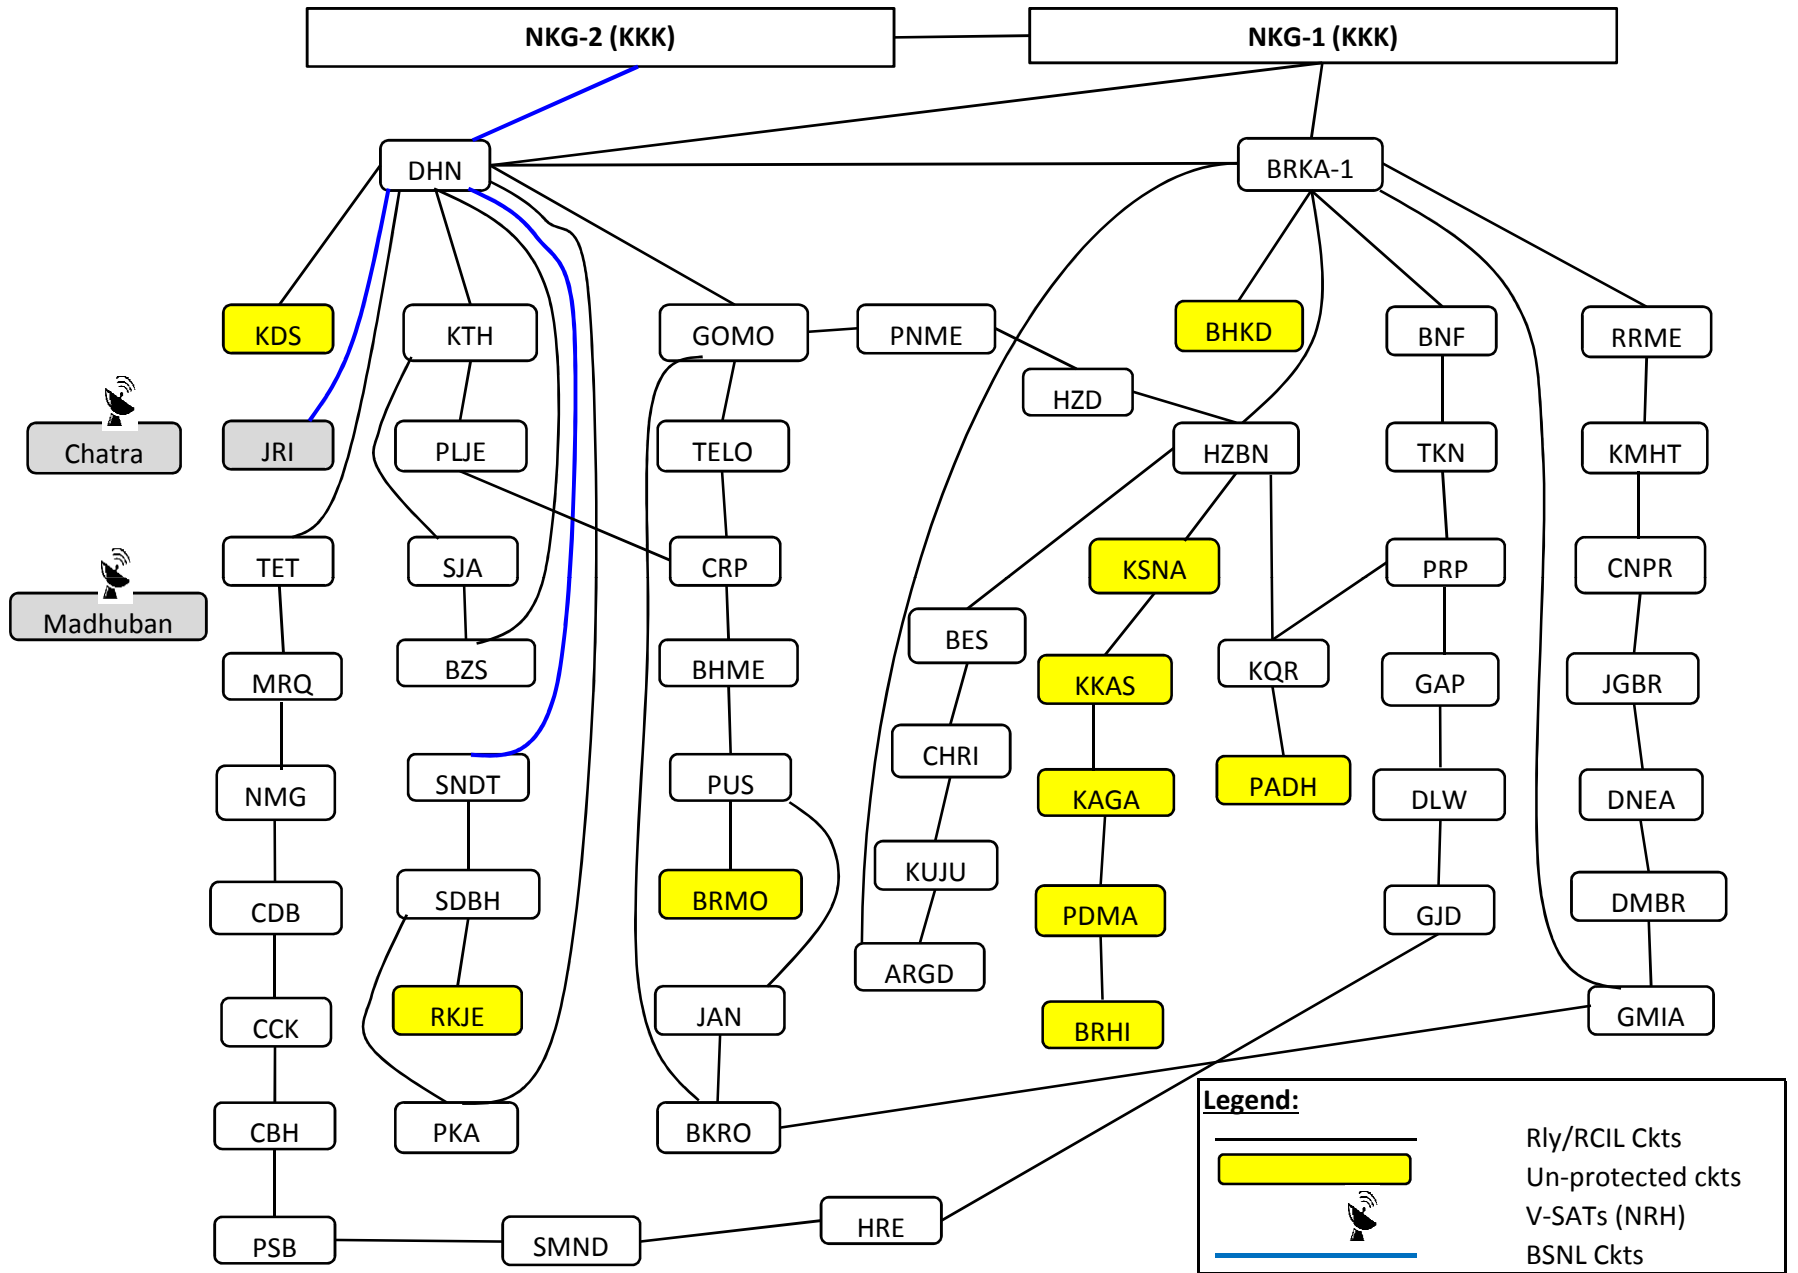 NKG-2 (KKK)
NKG-1 (KKK)
DHN
BRKA-1
KDS
KTH
GOMO
PNME
BHKD
BNF
RRME
HZD
Chatra
JRI
PLJE
TELO
HZBN
TKN
KMHT
TET
SJA
CRP
KSNA
PRP
CNPR
Madhuban
MRQ
BZS
BHME
BES
KKAS
KQR
GAP
JGBR
NMG
SNDT
PUS
CHRI
KAGA
PADH
DLW
DNEA
CDB
SDBH
BRMO
KUJU
PDMA
GJD
DMBR
ARGD
CCK
RKJE
JAN
BRHI
GMIA
CBH
PKA
BKRO
PSB
SMND
HRE
Legend:
Rly/RCIL Ckts
Un-protected ckts
V-SATs (NRH)
BSNL Ckts